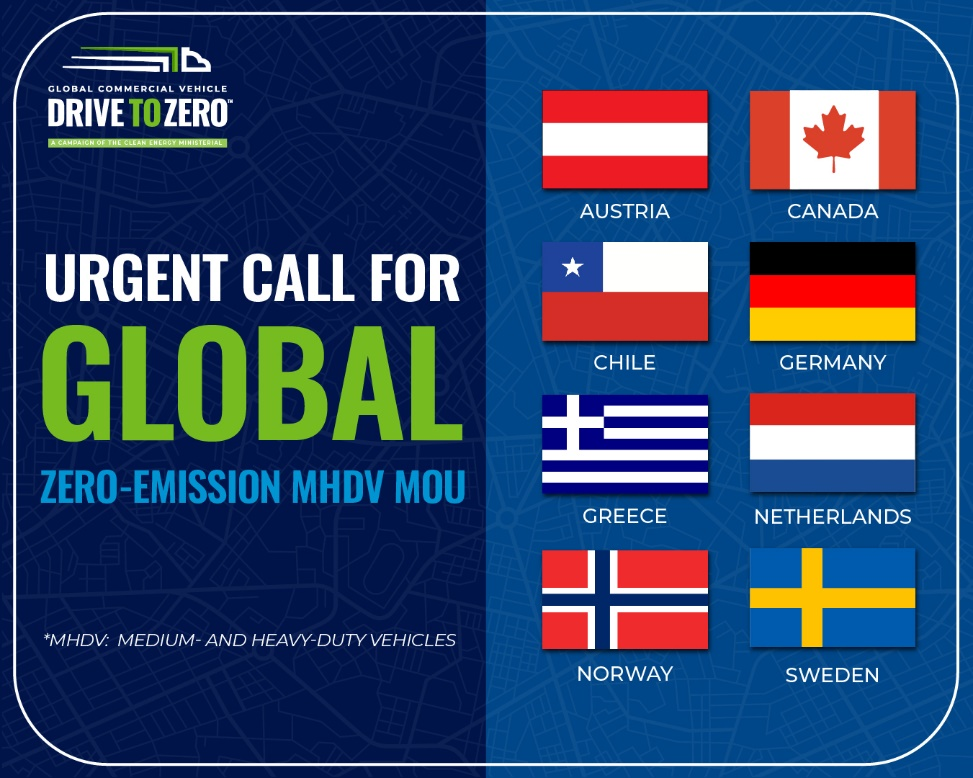 GLOBAL COMMERCIAL VEHICLE
DRIVE TO ZERO™
A CAMPAIGN OF THE CLEAN ENERGY MINISTERIAL
URGENT CALL FOR
GLOBAL
ZERO-EMISSION MHDV MOU
*MHDV: MEDIUM- AND HEAVY-DUTY VEHICLES
AUSTRIA
CANADA
CHILE
GERMANY
GREECE
NETHERLANDS
NORWAY
SWEDEN